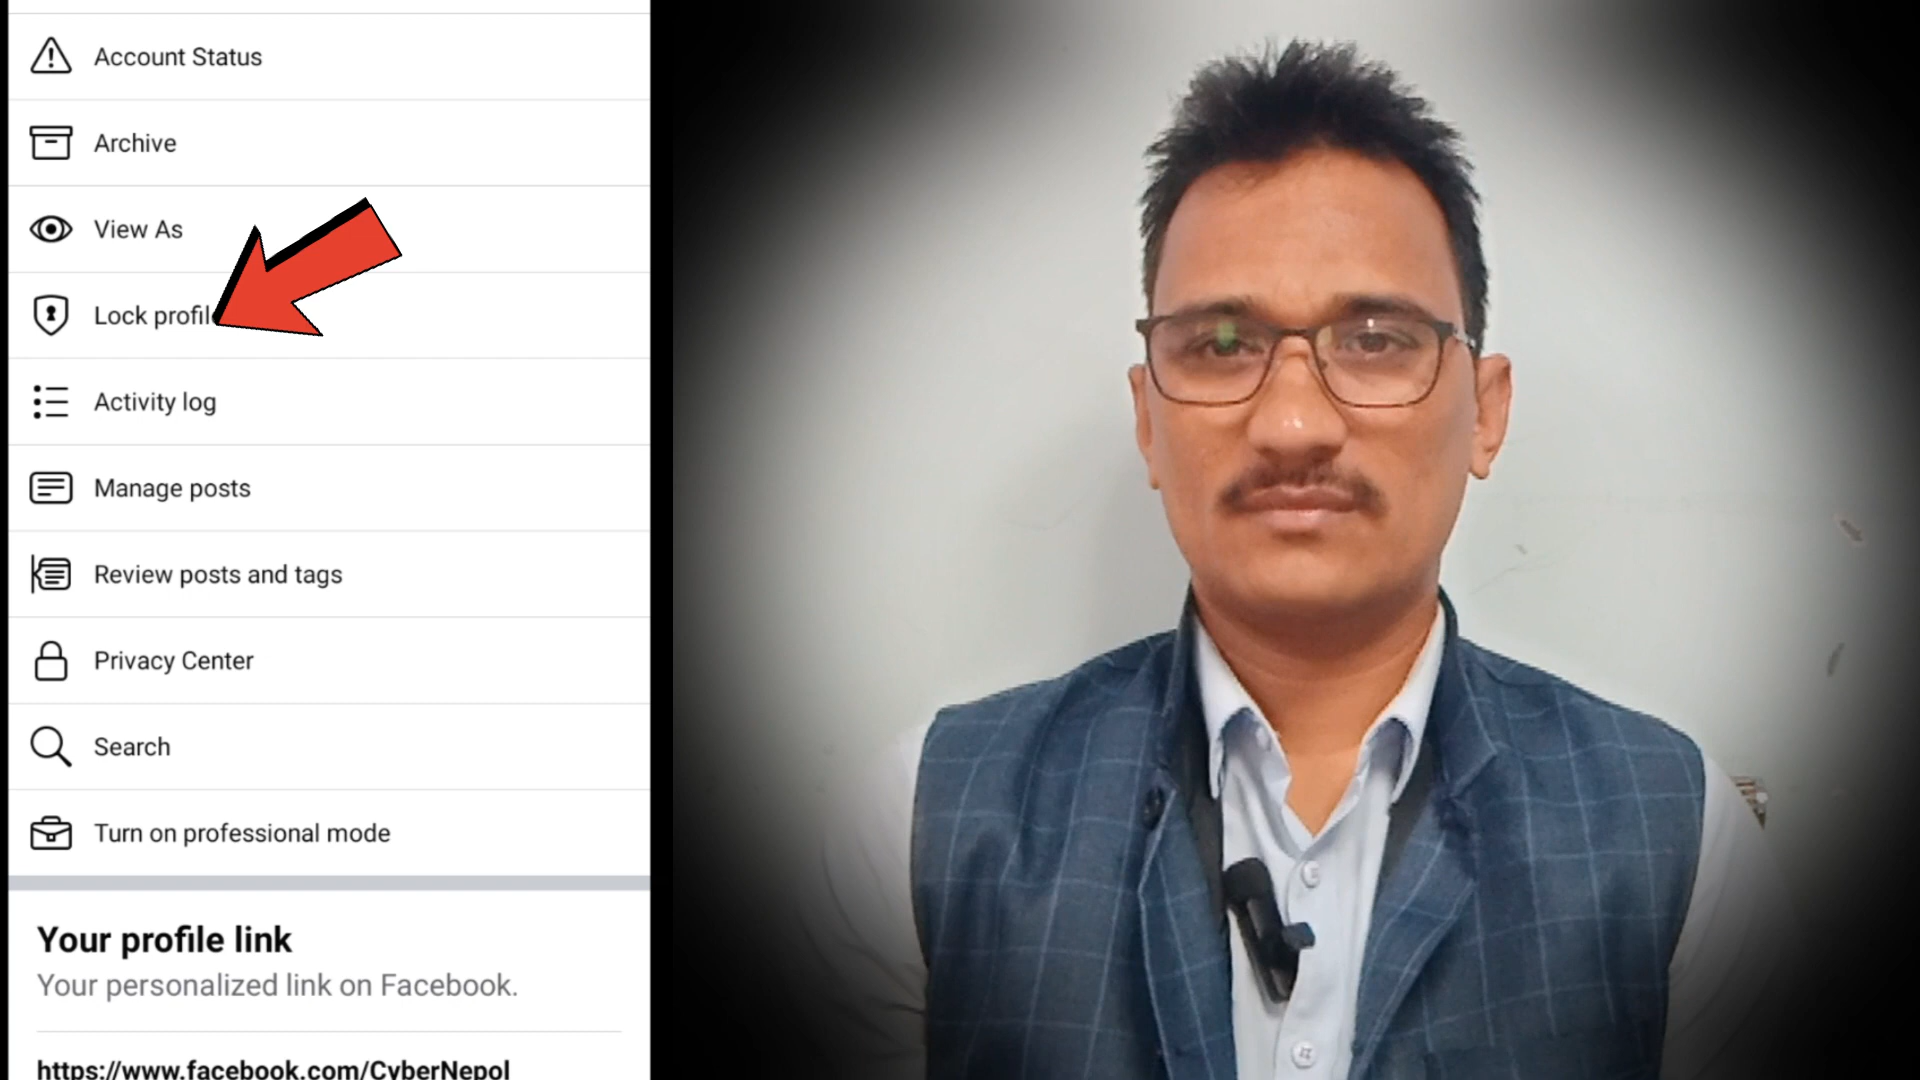 Account Status
Archive
View As
Lock profil
Activity log
Manage posts
Review posts and tags
Privacy Center
Search
Turn on professional mode
Your profile link
Your personalized link on Facebook.
https://www.facebook.com/CyberNepol